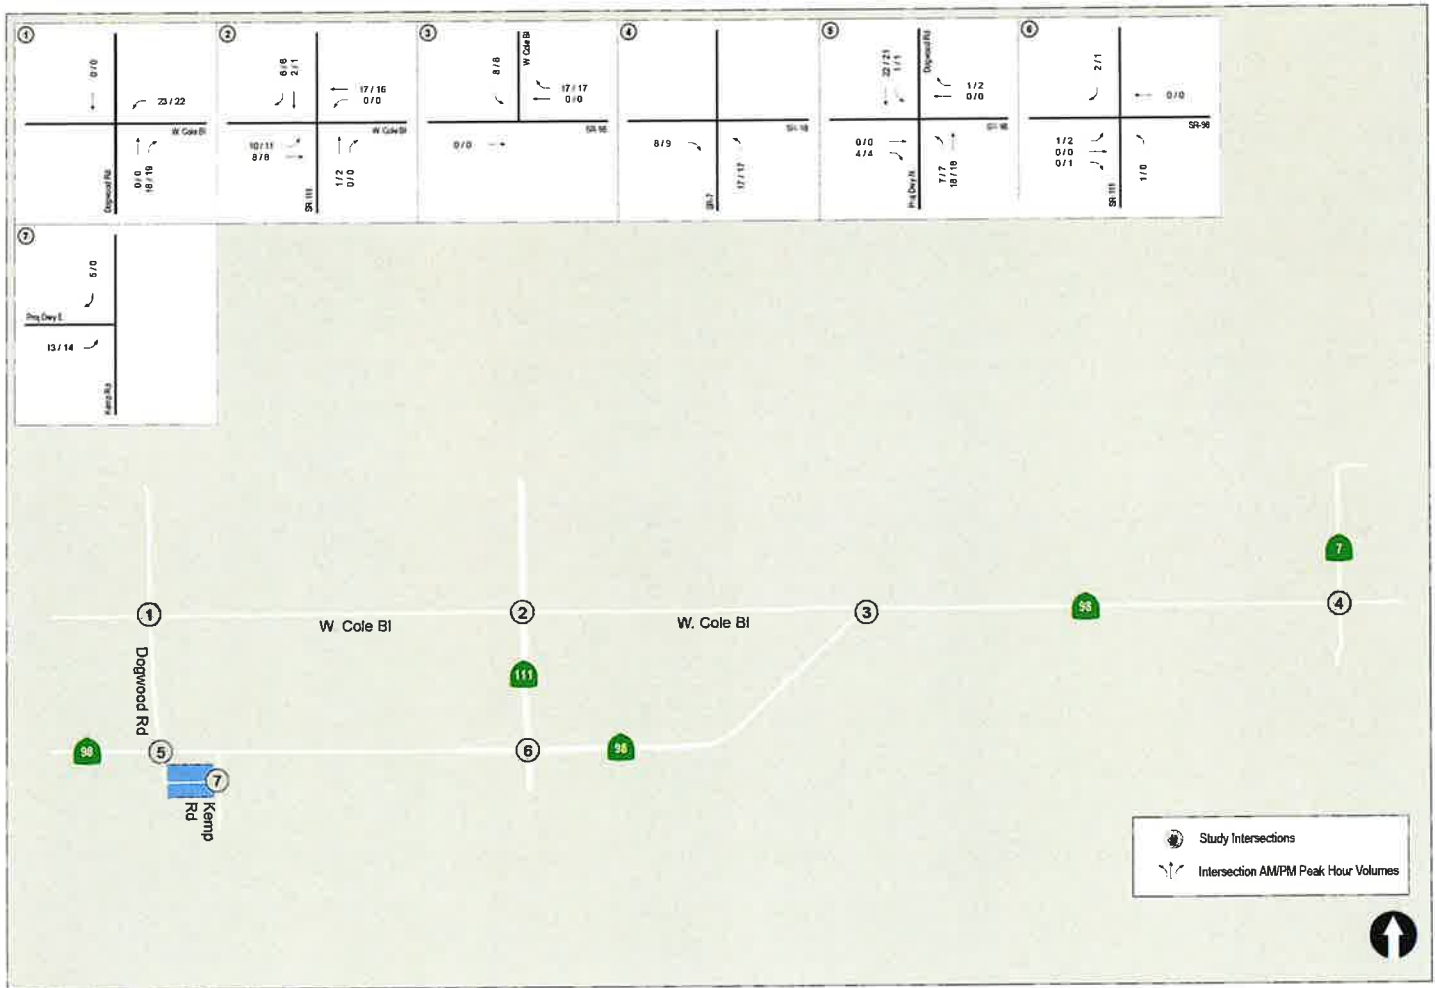 1
0 / 0
23 / 22
W. Cole Bl
0 / 0
18 / 19
Dogwood Rd
2
6 / 6
2 / 1
17 / 16
0 / 0
W. Cole Bl
10 / 11
8 / 8
1 / 2
0 / 0
SR-111
3
8 / 8
W. Cole Bl
17 / 17
0 / 0
SR-98
0 / 0
4
8 / 9
17 / 17
SR-7
5
22 / 21
1 / 1
Dogwood Rd
1 / 2
0 / 0
SR-98
0 / 0
4 / 4
7 / 7
18 / 18
Proj Dwy N.
6
2 / 1
0 / 0
SR-98
1 / 2
0 / 0
0 / 1
1 / 0
SR-111
7
5 / 0
Proj Dwy E.
13 / 14
Kemp Rd
7
1
W. Cole Bl
2
W. Cole Bl
3
98
4
111
Dogwood Rd
98
5
6
98
7
Kemp
Rd
Study Intersections
Intersection AM/PM Peak Hour Volumes